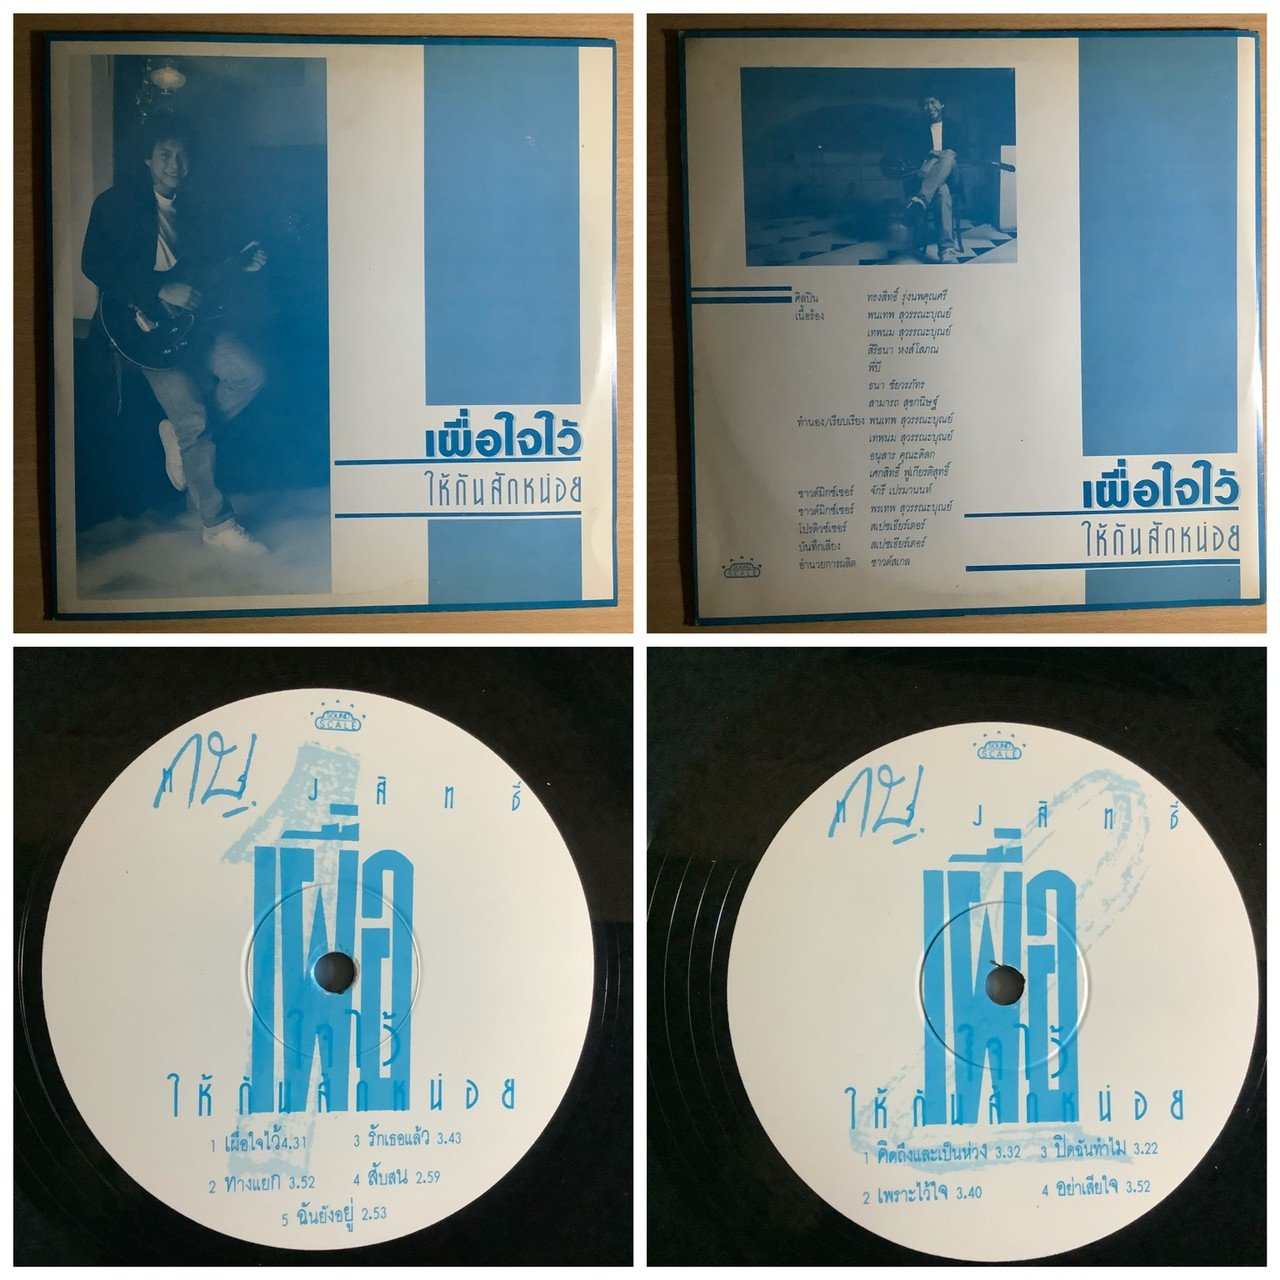 เผื่อใจไว้
ให้กันสักหน่อย
ศิลปิน ทรงสิทธิ์ รุ่งนพคุณศรี
เนื้อร้อง พนเทพ สุวรรณะบุณย์
เทพนม สุวรรณะบุณย์
สิริธนา หงส์โสภณ
พี่บี
ธนา ชัยวรภัทร
สามารถ สุขกนิษฐ์
ทำนอง/เรียบเรียง พนเทพ สุวรรณะบุณย์
เทพนม สุวรรณะบุณย์
อนุสาร คุณะดิลก
เศกสิทธิ์ ฟูเกียรติสุทธิ์
ซาวด์มิกซ์เซอร์ จักรี เปรมานนท์
ซาวด์มิกซ์เซอร์ พรเทพ สุวรรณะบุณย์
โปรดิวซ์เซอร์ สเปซเธียร์เตอร์
บันทึกเสียง สเปซเธียร์เตอร์
อำนวยการผลิต ซาวด์สเกล
SOUND
SCALE
เผื่อใจไว้
ให้กันสักหน่อย
SOUND
SCALE
ทรงสิทธิ์
เผื่อ
ใจไว้
ให้กันสักหน่อย
1 เผื่อใจไว้ 4.31 3 รักเธอแล้ว 3.43
2 ทางแยก 3.52 4 สับสน 2.59
5 ฉันยังอยู่ 2.53
SOUND
SCALE
ทรงสิทธิ์
เผื่อ
ใจไว้
ให้กันสักหน่อย
1 คิดถึงและเป็นห่วง 3.32 3 ปิดฉันทำไม 3.22
2 เพราะไว้ใจ 3.40 4 อย่าเสียใจ 3.52